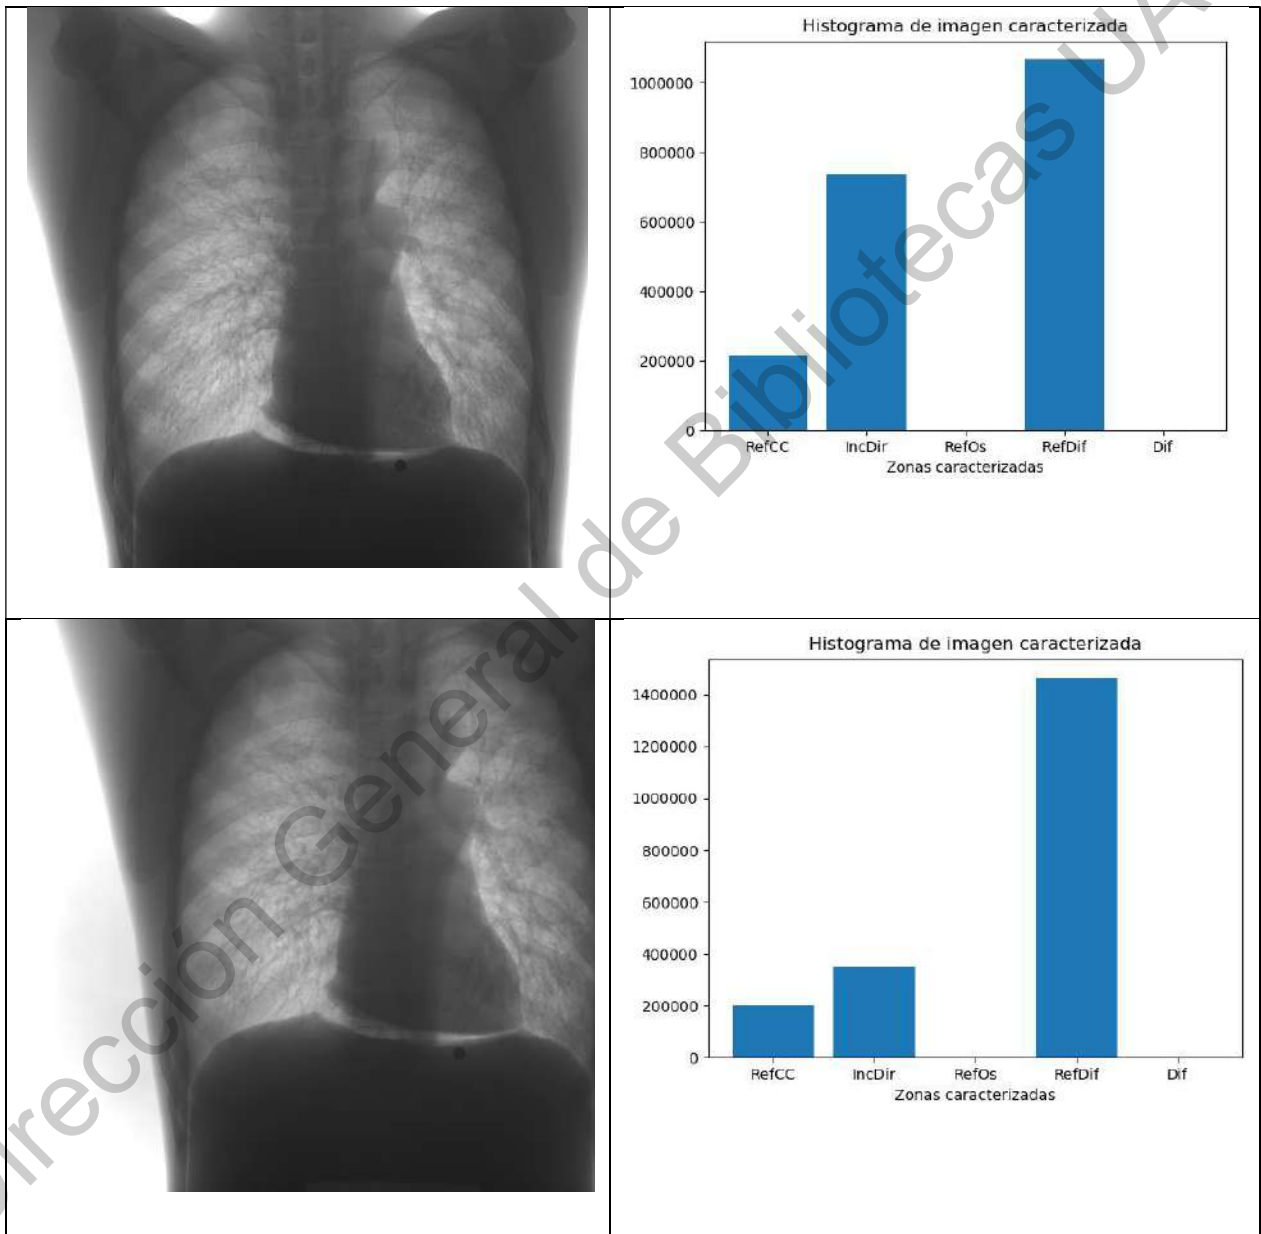 Histograma de imagen caracterizada
1000000
800000
600000
400000
200000
0
RefCC IncDir RefOs RefDif Dif
Zonas caracterizadas
Histograma de imagen caracterizada
1400000
1200000
1000000
800000
600000
400000
200000
0
RefCC IncDir RefOs RefDif Dif
Zonas caracterizadas
General de Bibliotecas